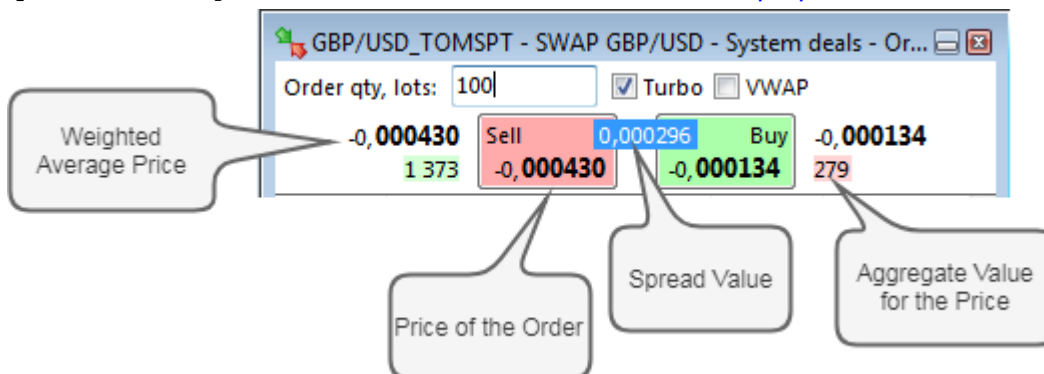 GBP/USD_TOMSPT - SWAP GBP/USD - System deals - Or...
Order qty, lots: 100 Turbo VWAP
-0,000430 Sell 0,000296 Buy -0,000134
1 373 -0,000430 -0,000134 279
Weighted
Average Price
Price of the Order
Spread Value
Aggregate Value
for the Price